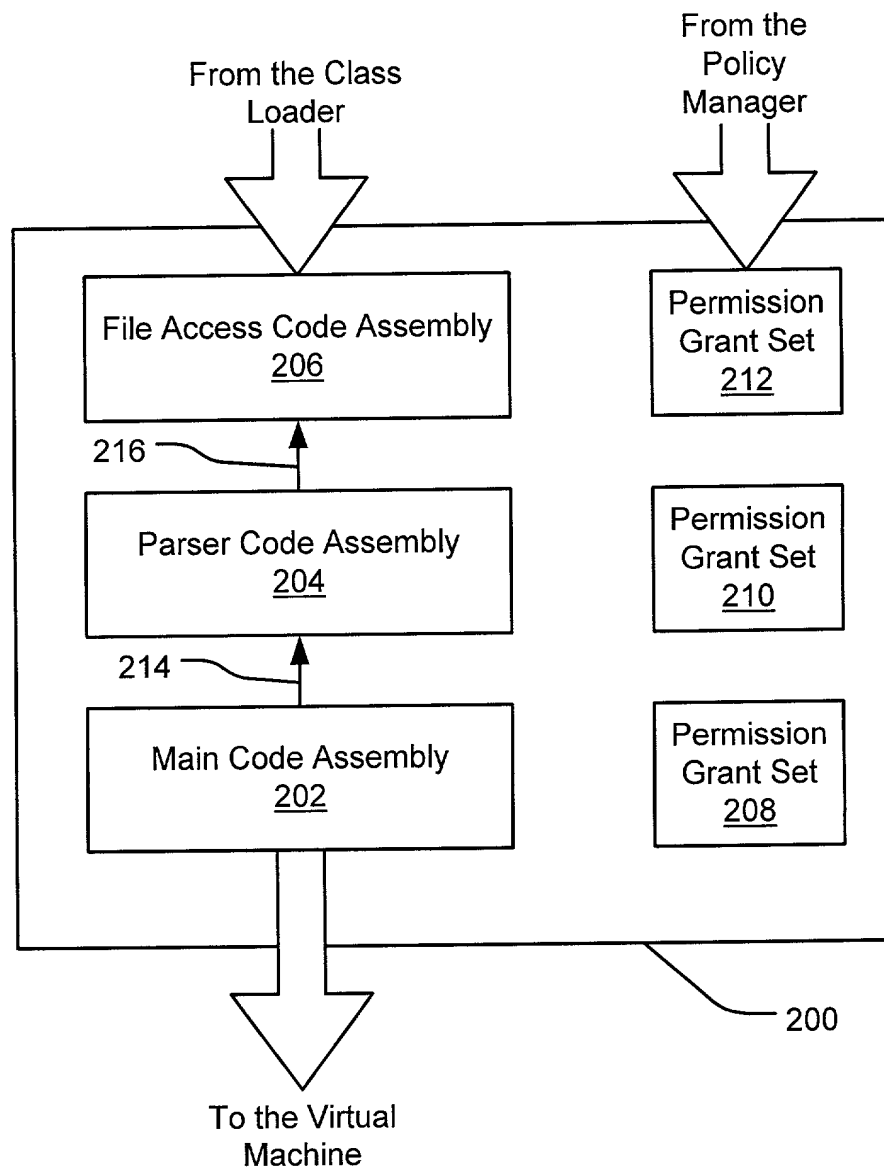 From the Class
Loader
From the
Policy
Manager
File Access Code Assembly
206
Permission
Grant Set
212
216
Parser Code Assembly
204
Permission
Grant Set
210
214
Main Code Assembly
202
Permission
Grant Set
208
200
To the Virtual
Machine